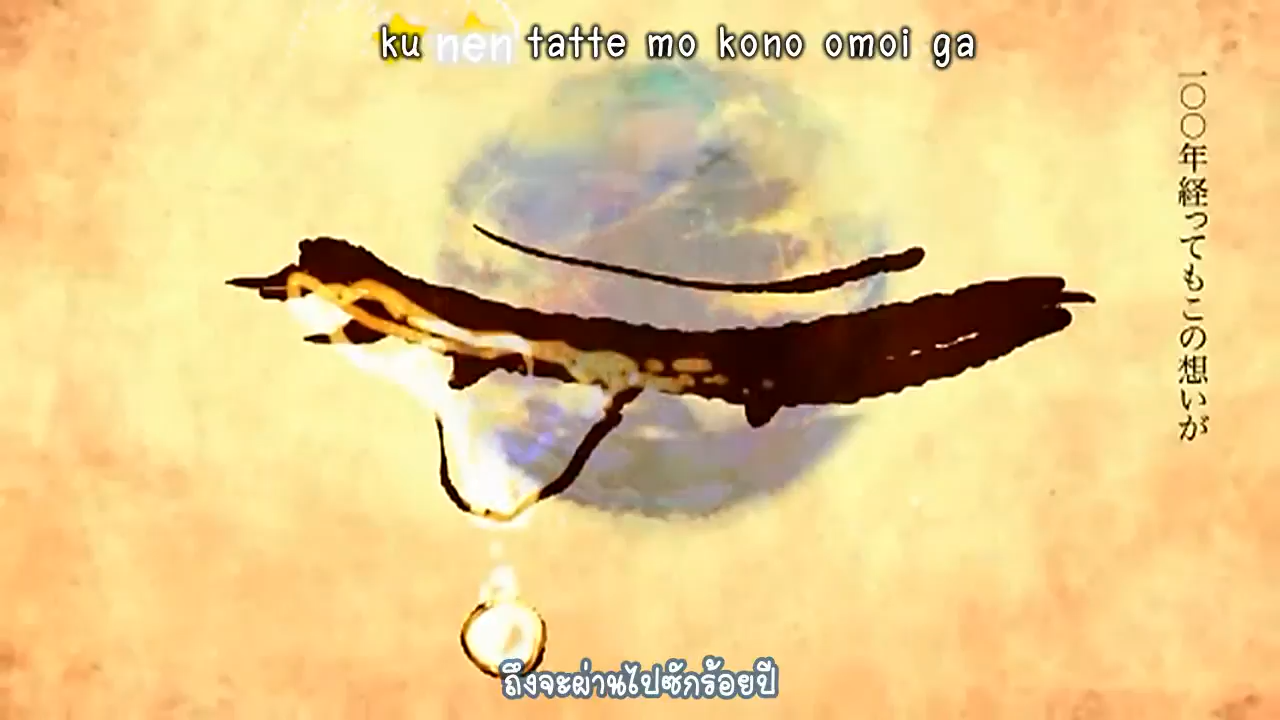 ku nen tatte mo kono omoi ga
一〇〇年経ってもこの想いが
ถึงจะผ่านไปซักร้อยปี